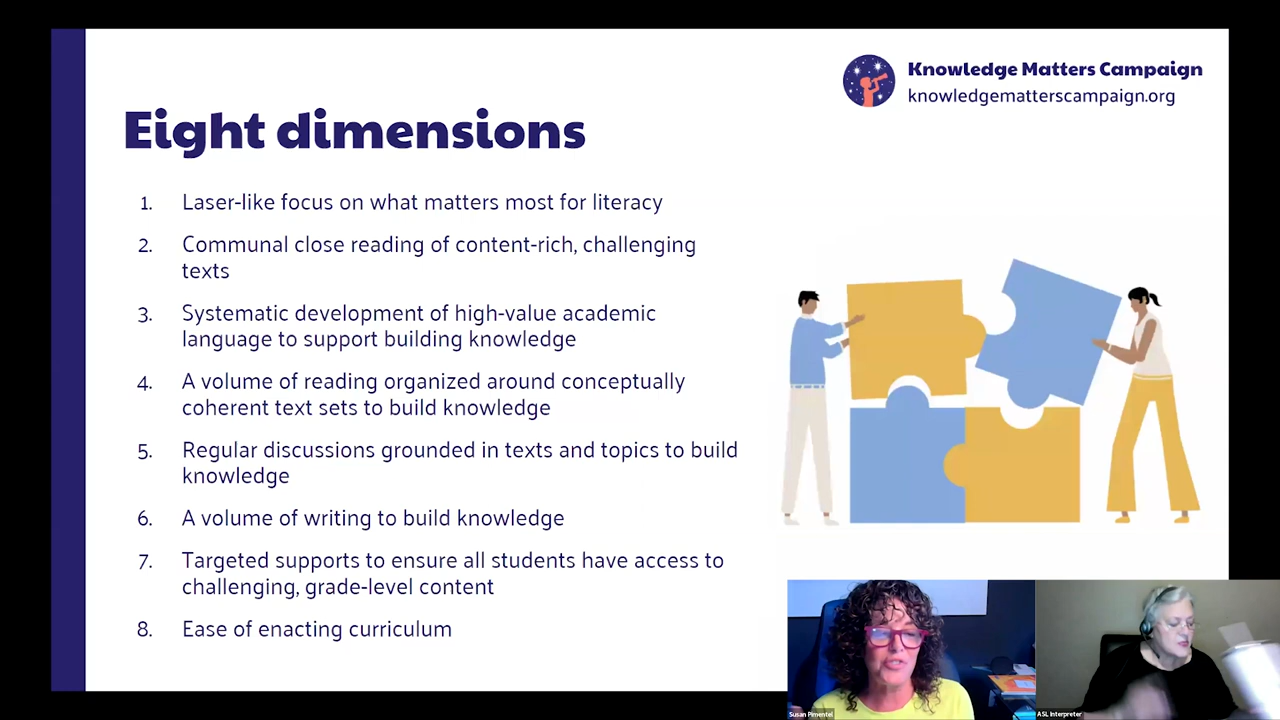 Knowledge Matters Campaign
knowledgematterscampaign.org
Eight dimensions
1. Laser-like focus on what matters most for literacy
2. Communal close reading of content-rich, challenging
texts
3. Systematic development of high-value academic
language to support building knowledge
4. A volume of reading organized around conceptually
coherent text sets to build knowledge
5. Regular discussions grounded in texts and topics to build
knowledge
6. A volume of writing to build knowledge
7. Targeted supports to ensure all students have access to
challenging, grade-level content
8. Ease of enacting curriculum
Susan Pimentel
ASL Interpreter